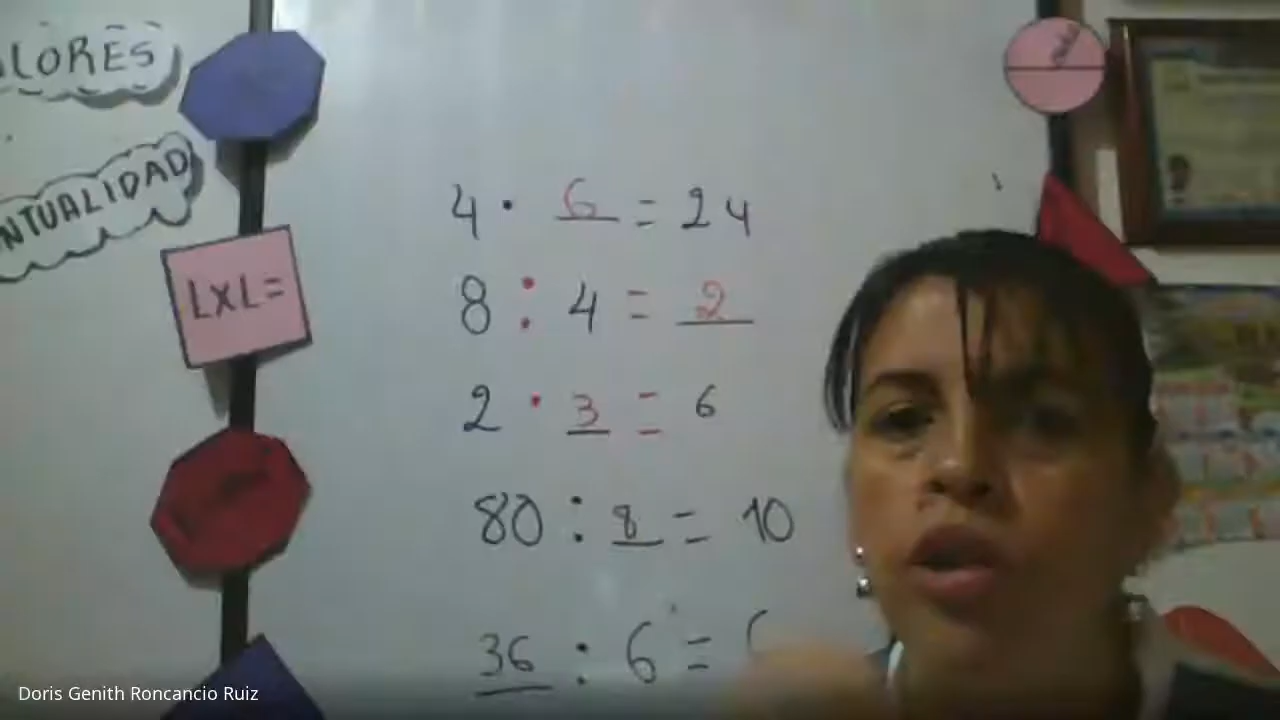 LORES
NTUALIDAD
LXL=
4 · 6 = 24
8 : 4 = 2
2 · 3 = 6
80 : 8 = 10
36 : 6 =
Doris Genith Roncancio Ruiz